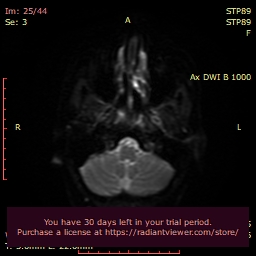 Im: 25/44
STP89
Se: 3
A
STP89
F
Ax DWI B 1000
R
L
You have 30 days left in your trial period.
Purchase a license at https://radiantviewer.com/store/